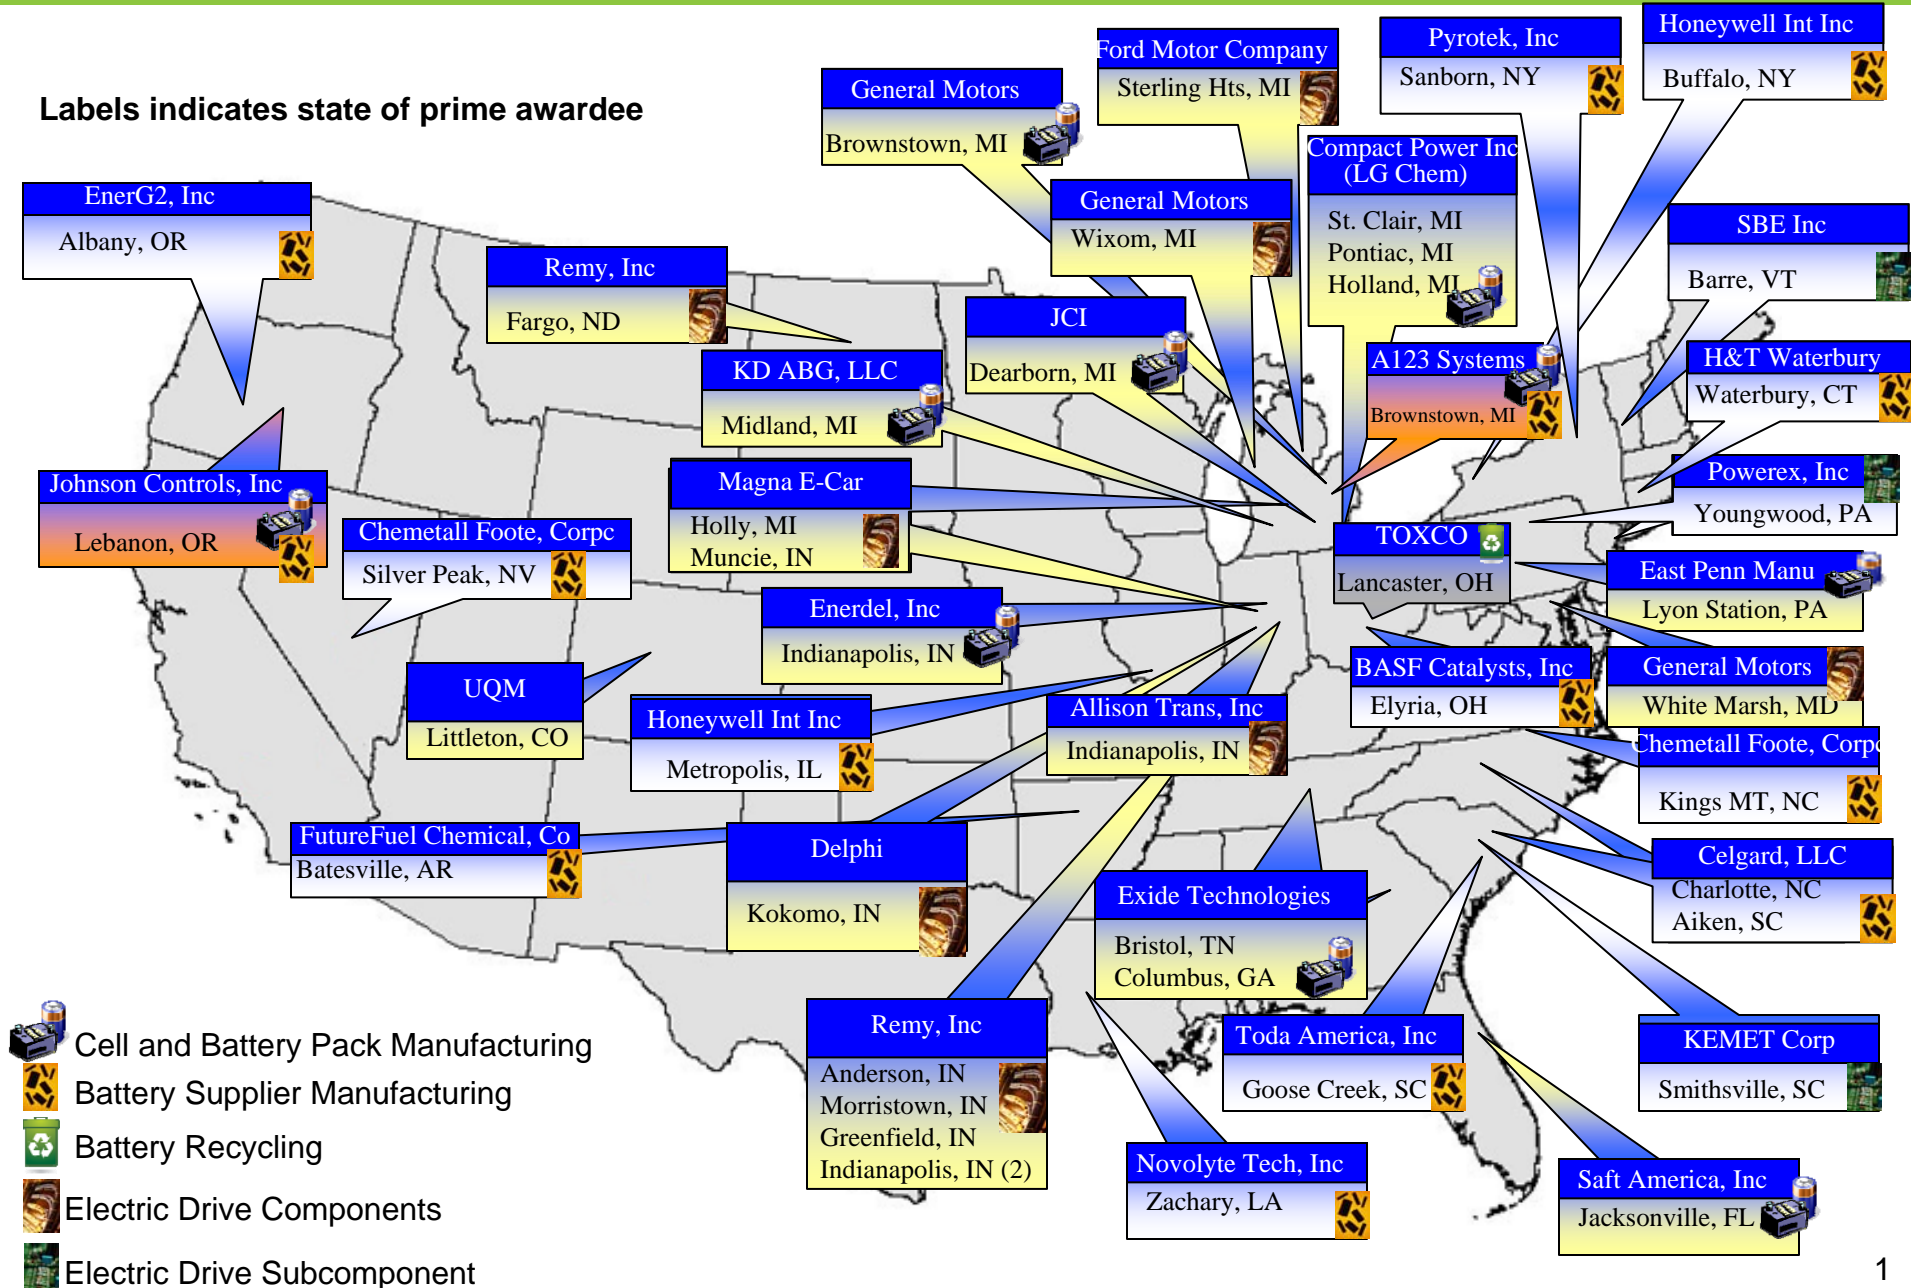 Labels indicates state of prime awardee
Honeywell Int Inc
Buffalo, NY
Pyrotek, Inc
Sanborn, NY
Ford Motor Company
Sterling Hts, MI
General Motors
Brownstown, MI
Compact Power Inc
(LG Chem)
St. Clair, MI
Pontiac, MI
Holland, MI
EnerG2, Inc
Albany, OR
General Motors
Wixom, MI
SBE Inc
Barre, VT
Remy, Inc
Fargo, ND
JCI
Dearborn, MI
KD ABG, LLC
Midland, MI
A123 Systems
Brownstown, MI
H&T Waterbury
Waterbury, CT
Johnson Controls, Inc
Lebanon, OR
Magna E-Car
Holly, MI
Muncie, IN
Powerex, Inc
Youngwood, PA
Chemetall Foote, Corpc
Silver Peak, NV
TOXCO
Lancaster, OH
East Penn Manu
Lyon Station, PA
Enerdel, Inc
Indianapolis, IN
BASF Catalysts, Inc
Elyria, OH
General Motors
White Marsh, MD
UQM
Littleton, CO
Honeywell Int Inc
Metropolis, IL
Allison Trans, Inc
Indianapolis, IN
Chemetall Foote, Corpc
Kings MT, NC
FutureFuel Chemical, Co
Batesville, AR
Delphi
Kokomo, IN
Celgard, LLC
Charlotte, NC
Aiken, SC
Exide Technologies
Bristol, TN
Columbus, GA
Remy, Inc
Anderson, IN
Morristown, IN
Greenfield, IN
Indianapolis, IN (2)
Toda America, Inc
Goose Creek, SC
KEMET Corp
Smithsville, SC
Novolyte Tech, Inc
Zachary, LA
Saft America, Inc
Jacksonville, FL
Cell and Battery Pack Manufacturing
Battery Supplier Manufacturing
Battery Recycling
Electric Drive Components
Electric Drive Subcomponent
1